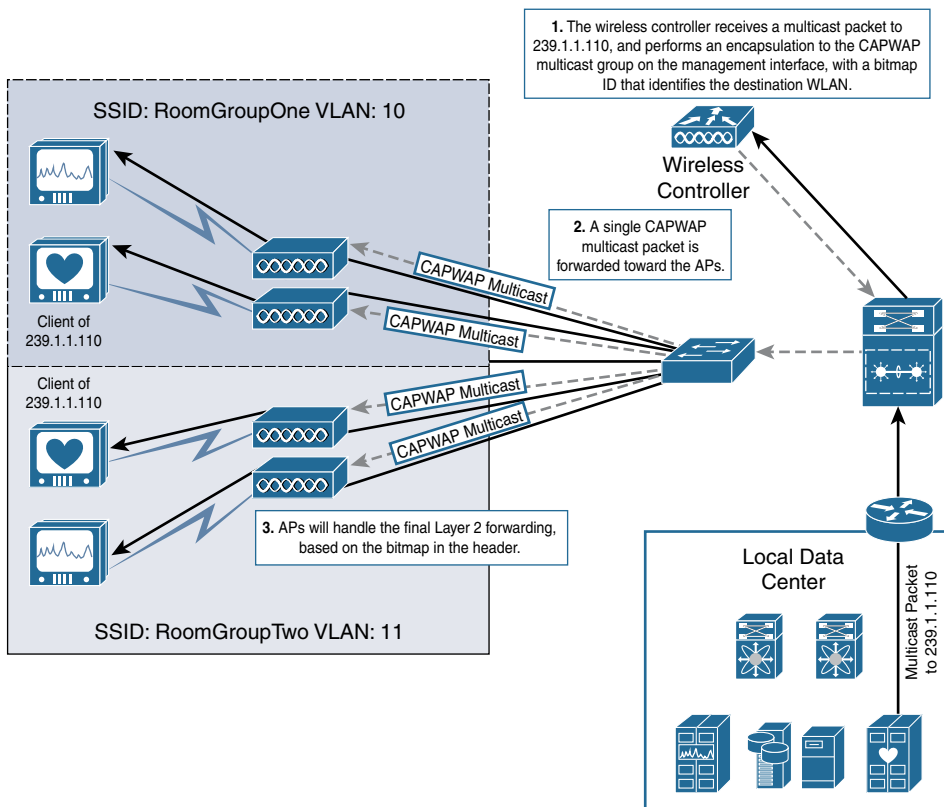 1. The wireless controller receives a multicast packet to
239.1.1.110, and performs an encapsulation to the CAPWAP
multicast group on the management interface, with a bitmap
ID that identifies the destination WLAN.
SSID: RoomGroupOne VLAN: 10
Wireless
Controller
2. A single CAPWAP
multicast packet is
forwarded toward the APs.
CAPWAP Multicast
CAPWAP Multicast
Client of
239.1.1.110
Client of
239.1.1.110
CAPWAP Multicast
CAPWAP Multicast
3. APs will handle the final Layer 2 forwarding,
based on the bitmap in the header.
SSID: RoomGroupTwo VLAN: 11
Local Data
Center
Multicast Packet
to 239.1.1.110